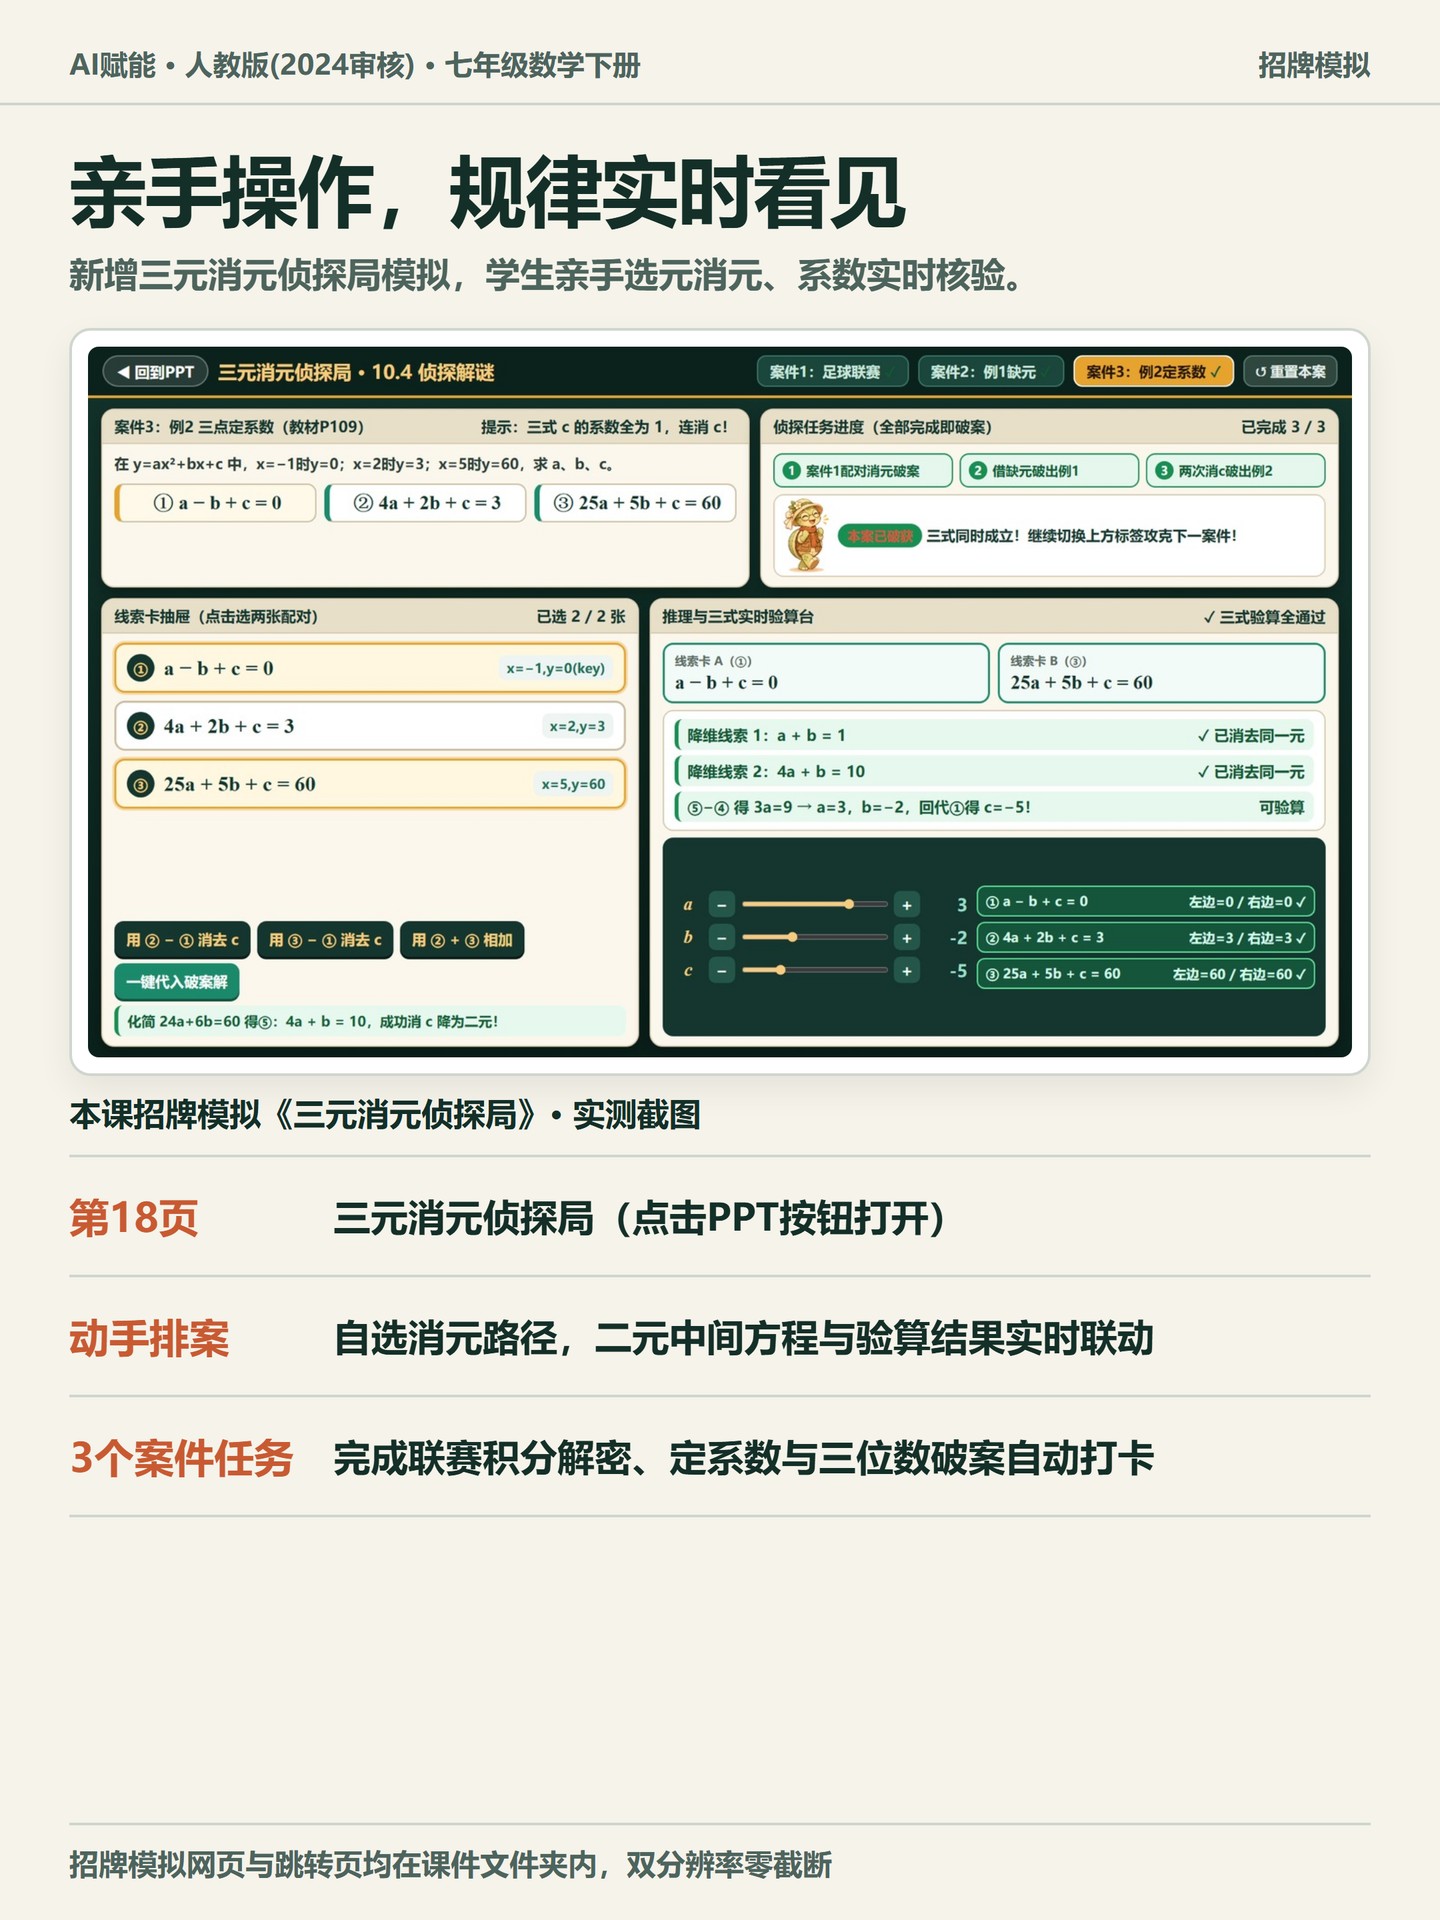 AI赋能 • 人教版(2024审核) • 七年级数学下册
招牌模拟
亲手操作，规律实时看见
新增三元消元侦探局模拟，学生亲手选元消元、系数实时核验。
◀ 回到PPT
三元消元侦探局 • 10.4 侦探解谜
案件1：足球联赛
案件2：例1缺元
案件3：例2定系数 ✓
↺ 重置本案
案件3：例2 三点定系数（教材P109）
提示：三式 c 的系数全为 1，连消 c！
在 y=ax²+bx+c 中，x=−1时y=0；x=2时y=3；x=5时y=60，求 a、b、c。
① a − b + c = 0
② 4a + 2b + c = 3
③ 25a + 5b + c = 60
侦探任务进度（全部完成即破案）
已完成 3 / 3
1 案件1配对消元破案
2 借缺元破出例1
3 两次消c破出例2
本案已破获 三式同时成立！继续切换上方标签攻克下一案件！
线索卡抽屉（点击选两张配对）
已选 2 / 2 张
① a − b + c = 0
x=−1,y=0(key)
② 4a + 2b + c = 3
x=2,y=3
③ 25a + 5b + c = 60
x=5,y=60
用 ② − ① 消去 c
用 ③ − ① 消去 c
用 ② + ③ 相加
一键代入破案解
化简 24a+6b=60 得⑤：4a + b = 10，成功消 c 降为二元！
推理与三式实时验算台
✓ 三式验算全通过
线索卡 A（①）
a − b + c = 0
线索卡 B（③）
25a + 5b + c = 60
降维线索 1：a + b = 1
✓ 已消去同一元
降维线索 2：4a + b = 10
✓ 已消去同一元
⑤−④ 得 3a=9 → a=3，b=−2，回代①得 c=−5！
可验算
a − + 3
b − + -2
c − + -5
① a − b + c = 0 左边=0 / 右边=0 ✓
② 4a + 2b + c = 3 左边=3 / 右边=3 ✓
③ 25a + 5b + c = 60 左边=60 / 右边=60 ✓
本课招牌模拟《三元消元侦探局》• 实测截图
第18页 三元消元侦探局（点击PPT按钮打开）
动手排案 自选消元路径，二元中间方程与验算结果实时联动
3个案件任务 完成联赛积分解密、定系数与三位数破案自动打卡
招牌模拟网页与跳转页均在课件文件夹内，双分辨率零截断